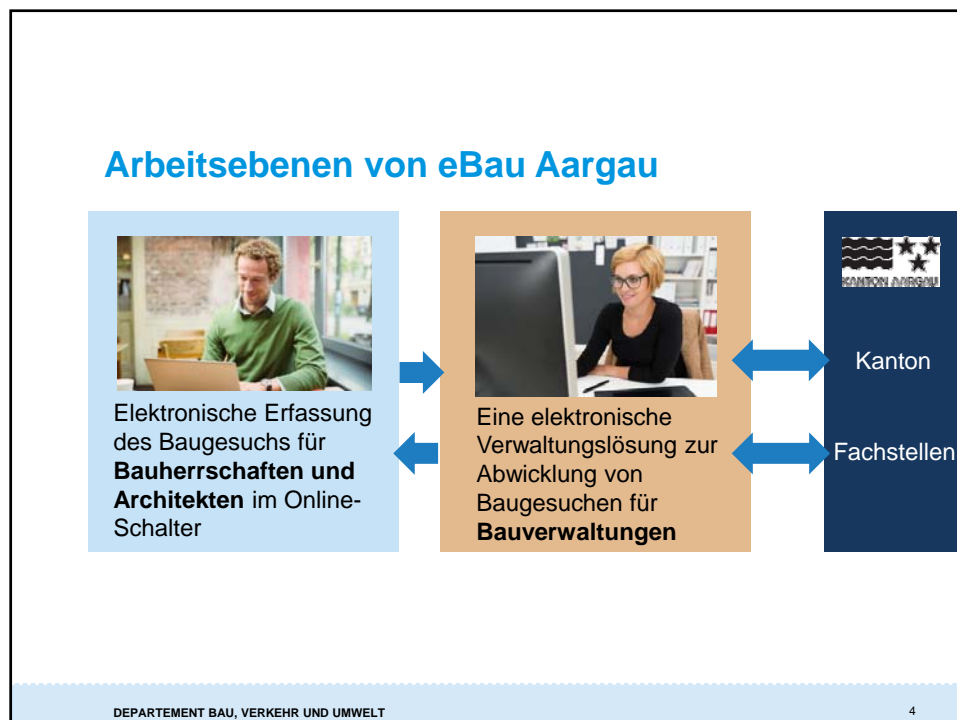 Arbeitsebenen von eBau Aargau
Elektronische Erfassung
des Baugesuchs für
Bauherrschaften und
Architekten im Online-
Schalter
Eine elektronische
Verwaltungslösung zur
Abwicklung von
Baugesuchen für
Bauverwaltungen
KANTON AARGAU
Kanton
Fachstellen
DEPARTEMENT BAU, VERKEHR UND UMWELT
4